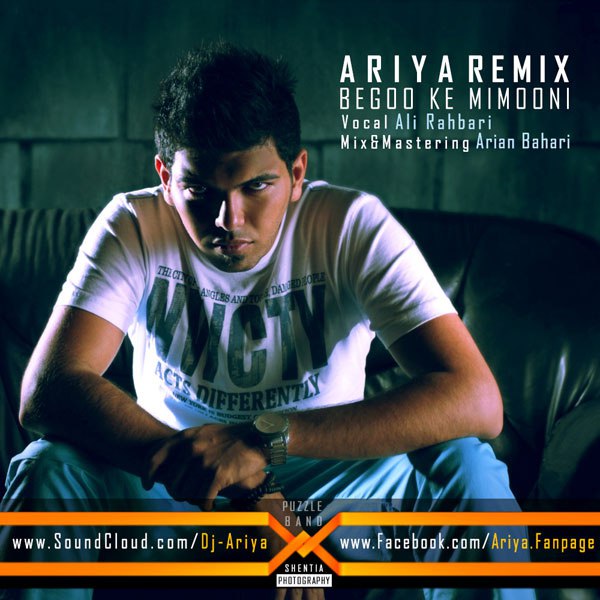 ARIYA REMIX
BEGOO KE MIMOONI
Vocal Ali Rahbari
Mix&Mastering Arian Bahari
ACTS DIFFERENTLY
PUZZLE
BAND
www.SoundCloud.com/Dj-Ariya
www.Facebook.com/Ariya.Fanpage
SHENTIA
PHOTOGRAPHY